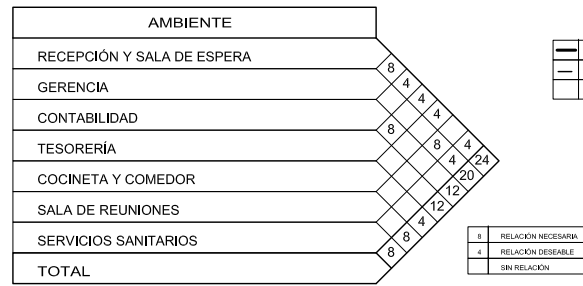 AMBIENTE
RECEPCIÓN Y SALA DE ESPERA
8
4
GERENCIA
4
CONTABILIDAD
4
8
TESORERÍA
8
4
4
24
COCINETA Y COMEDOR
20
12
SALA DE REUNIONES
12
4
SERVICIOS SANITARIOS
8
8
TOTAL
8 RELACIÓN NECESARIA
4 RELACIÓN DESEABLE
SIN RELACIÓN